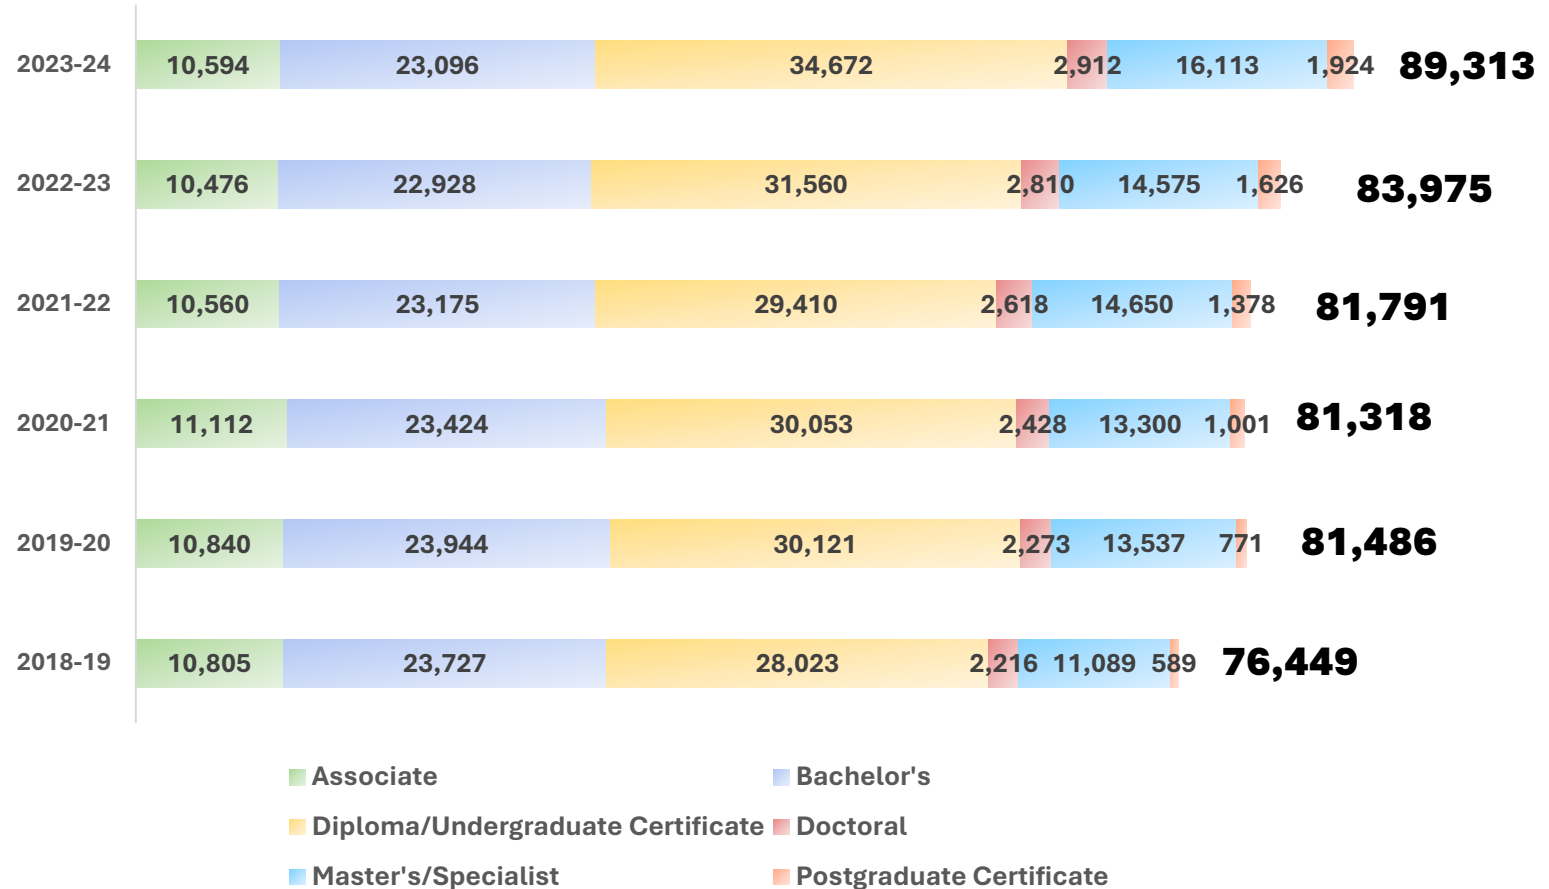 2023-24 10,594 23,096 34,672 2,912 16,113 1,924 89,313
2022-23 10,476 22,928 31,560 2,810 14,575 1,626 83,975
2021-22 10,560 23,175 29,410 2,618 14,650 1,378 81,791
2020-21 11,112 23,424 30,053 2,428 13,300 1,001 81,318
2019-20 10,840 23,944 30,121 2,273 13,537 771 81,486
2018-19 10,805 23,727 28,023 2,216 11,089 589 76,449
Associate Bachelor's
Diploma/Undergraduate Certificate Doctoral
Master's/Specialist Postgraduate Certificate